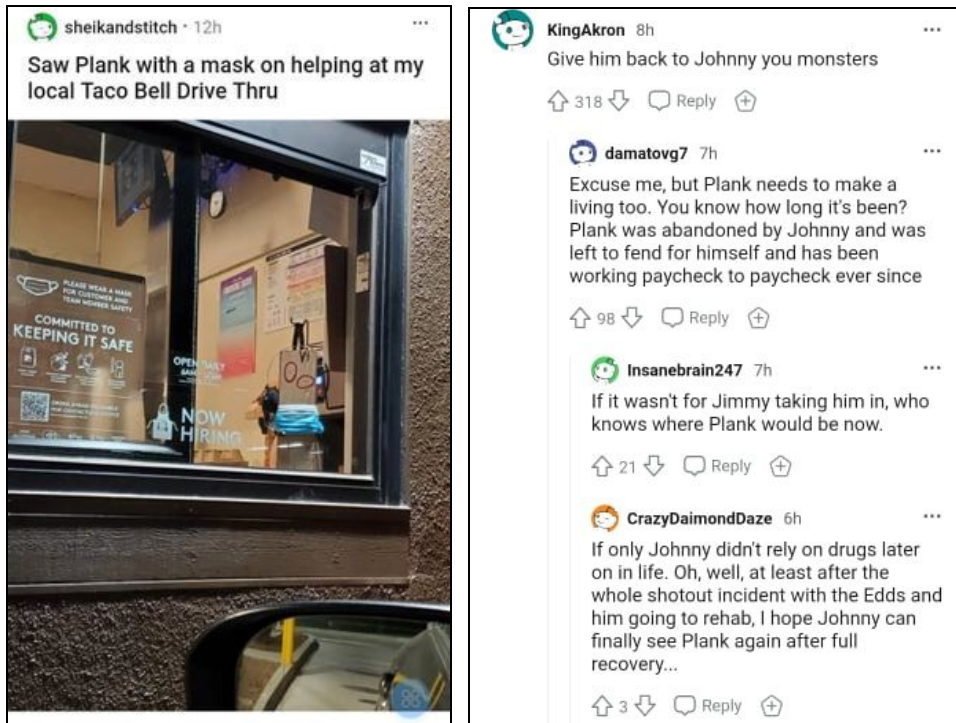 sheikandstitch · 12h
Saw Plank with a mask on helping at my
local Taco Bell Drive Thru
PLEASE WEAR A MASK
FOR CUSTOMER AND
TEAM MEMBER SAFETY
COMMITTED TO
KEEPING IT SAFE
OPEN DAILY
NOW
HIRING
KingAkron 8h
Give him back to Johnny you monsters
318 Reply
damatovg7 7h
Excuse me, but Plank needs to make a
living too. You know how long it's been?
Plank was abandoned by Johnny and was
left to fend for himself and has been
working paycheck to paycheck ever since
98 Reply
Insanebrain247 7h
If it wasn't for Jimmy taking him in, who
knows where Plank would be now.
21 Reply
CrazyDaimondDaze 6h
If only Johnny didn't rely on drugs later
on in life. Oh, well, at least after the
whole shotout incident with the Edds and
him going to rehab, I hope Johnny can
finally see Plank again after full
recovery...
3 Reply